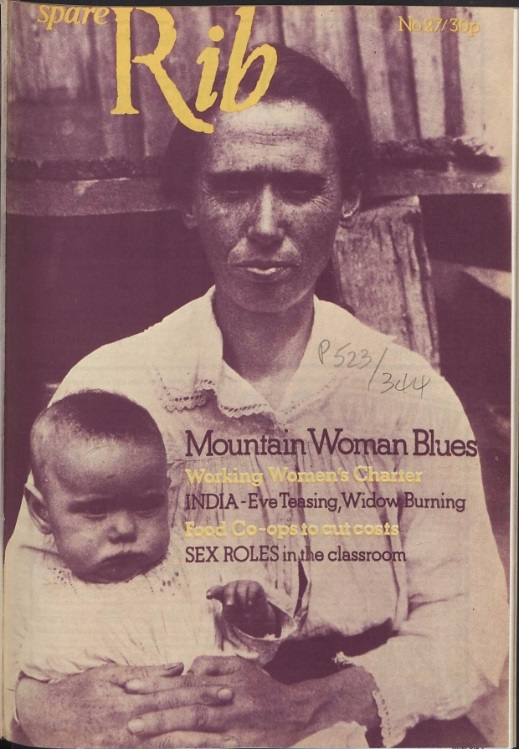 spare
Rib
No 27/30p
P523/344
Mountain Woman Blues
Working Women's Charter
INDIA - Eve Teasing, Widow Burning
Food Co-ops to cut costs
SEX ROLES in the classroom